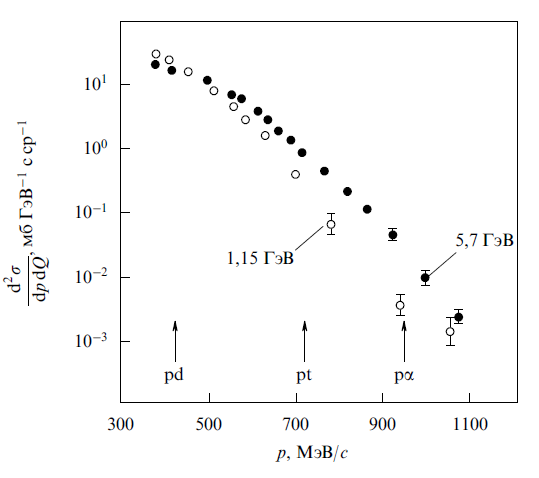 d²σ
dp dQ
, мб ГэВ⁻¹ с ср⁻¹
10¹
10⁰
10⁻¹
10⁻²
10⁻³
1,15 ГэВ
5,7 ГэВ
pd
pt
pα
300
500
700
900
1100
p, МэВ/c